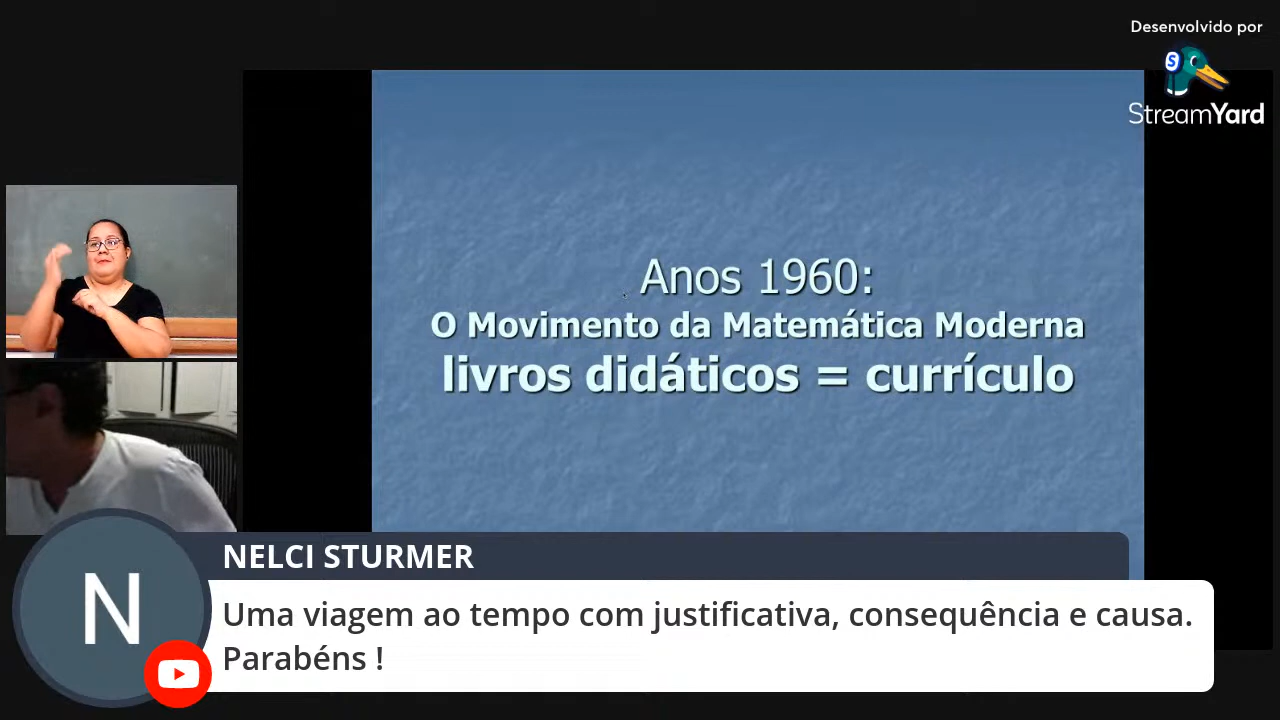 Desenvolvido por
S
StreamYard
Anos 1960:
O Movimento da Matemática Moderna
livros didáticos = currículo
N
NELCI STURMER
Uma viagem ao tempo com justificativa, consequência e causa.
Parabéns !